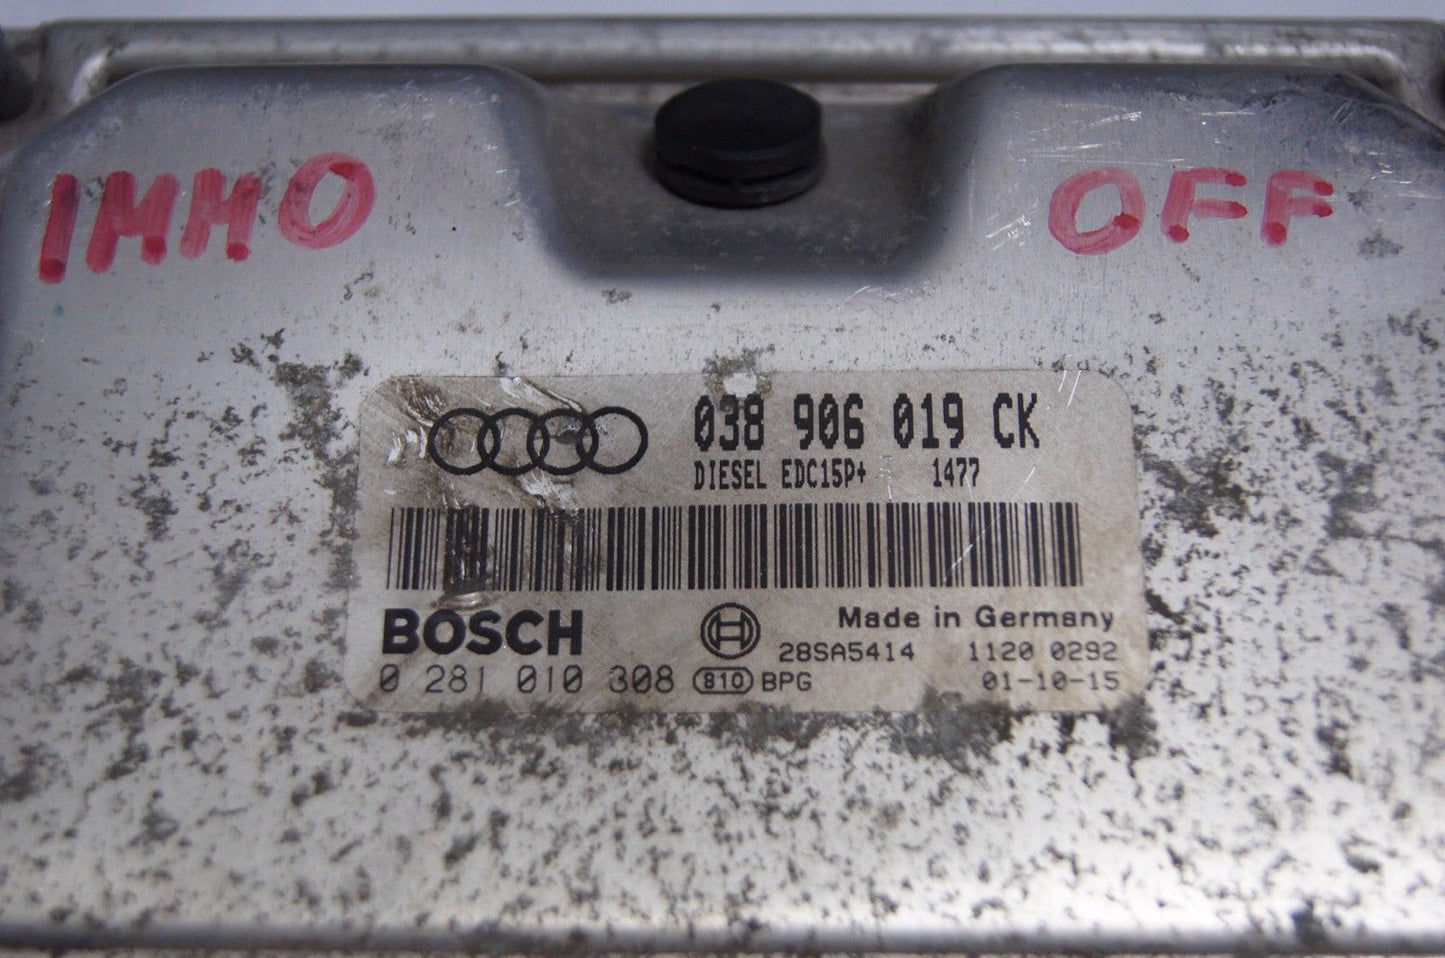 IMMO OFF
038 906 019 CK
DIESEL EDC15P+ 1477
BOSCH
Made in Germany
28SA5414 1120 0292
0 281 010 308 810 BPG 01-10-15